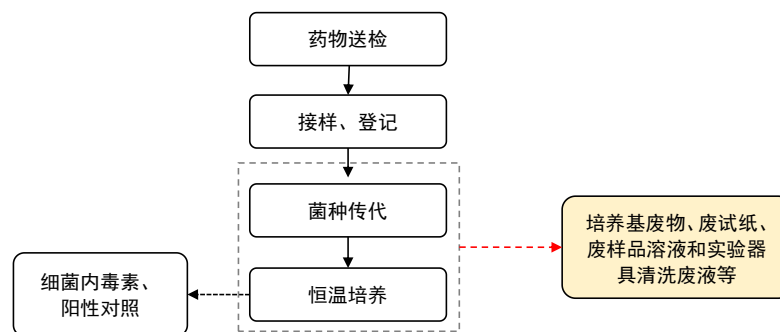 药物送检
接样、登记
菌种传代
培养基废物、废试纸、
废样品溶液和实验器
具清洗废液等
细菌内毒素、
阳性对照
恒温培养